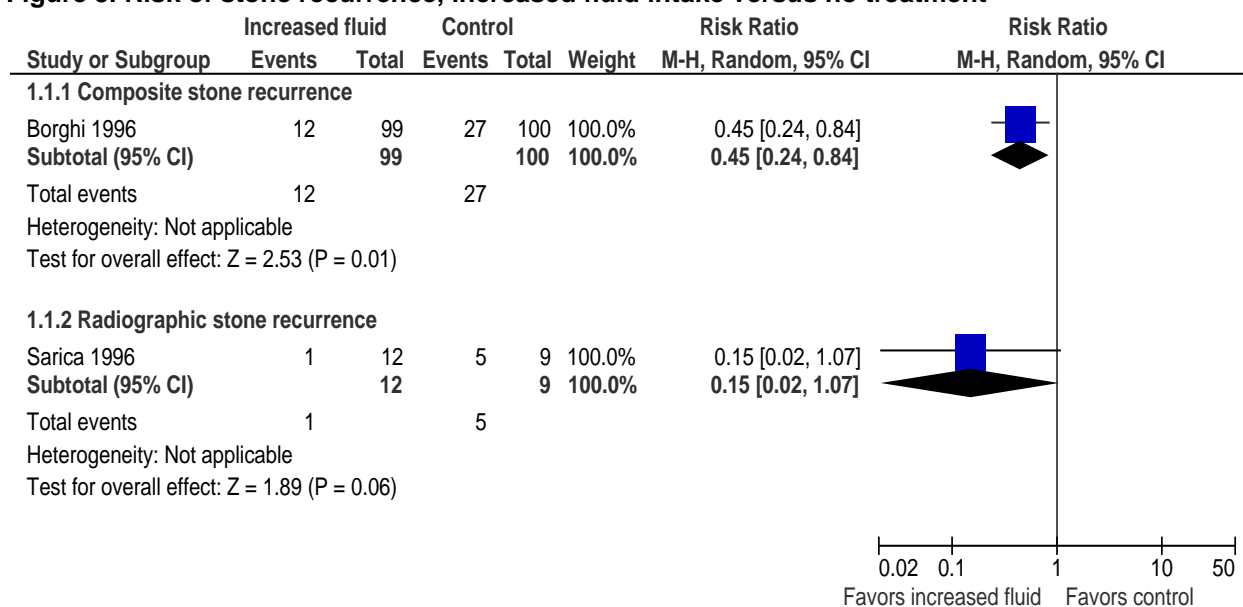 Figure 3. Risk of stone recurrence, increased fluid intake versus no treatment
Increased fluid Control Risk Ratio Risk Ratio
Study or Subgroup Events Total Events Total Weight M-H, Random, 95% CI M-H, Random, 95% CI
1.1.1 Composite stone recurrence
Borghi 1996 12 99 27 100 100.0% 0.45 [0.24, 0.84]
Subtotal (95% CI) 99 100 100.0% 0.45 [0.24, 0.84]
Total events 12 27
Heterogeneity: Not applicable
Test for overall effect: Z = 2.53 (P = 0.01)
1.1.2 Radiographic stone recurrence
Sarica 1996 1 12 5 9 100.0% 0.15 [0.02, 1.07]
Subtotal (95% CI) 12 9 100.0% 0.15 [0.02, 1.07]
Total events 1 5
Heterogeneity: Not applicable
Test for overall effect: Z = 1.89 (P = 0.06)
0.02 0.1 1 10 50
Favors increased fluid Favors control